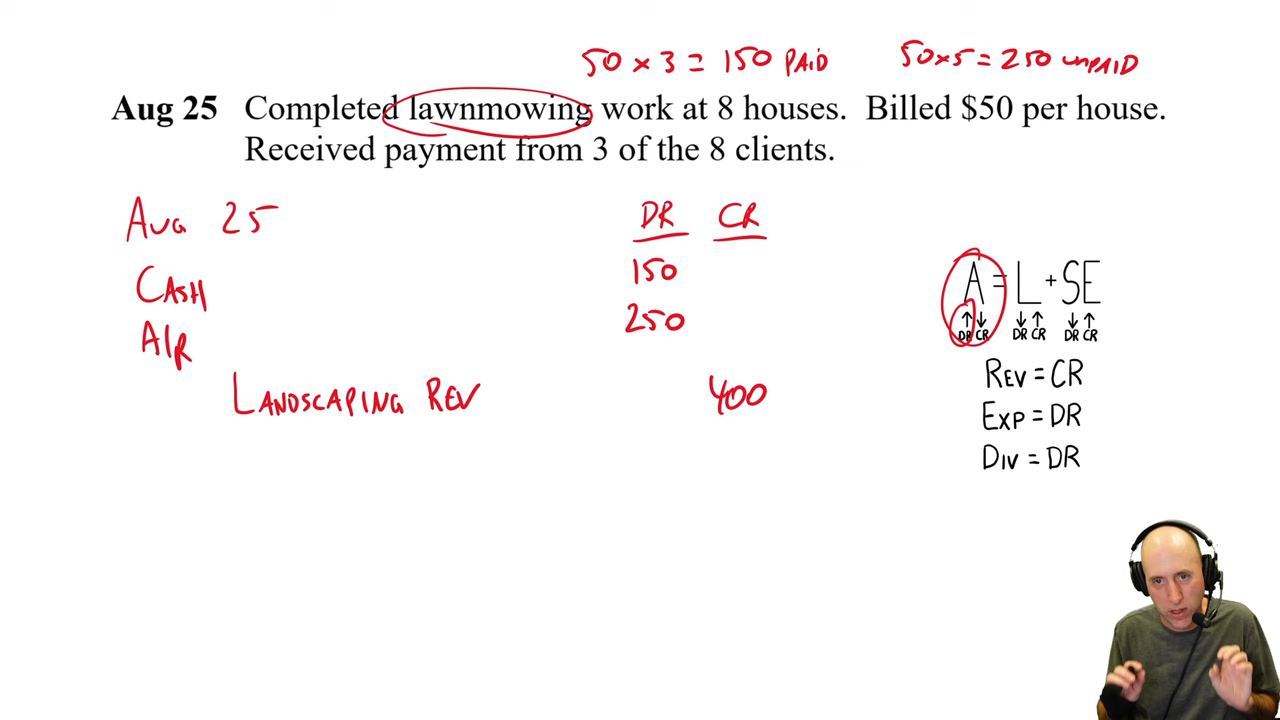 50 x 3 = 150 PAID 50x5 = 250 unPAID
Aug 25 Completed lawnmowing work at 8 houses. Billed $50 per house.
Received payment from 3 of the 8 clients.
AUG 25 DR CR
CASH 150
A/R 250
LANDSCAPING REV 400
A = L + SE
↑ ↓ ↓ ↑ ↓ ↑
DR CR DR CR DR CR
REV = CR
EXP = DR
DIV = DR